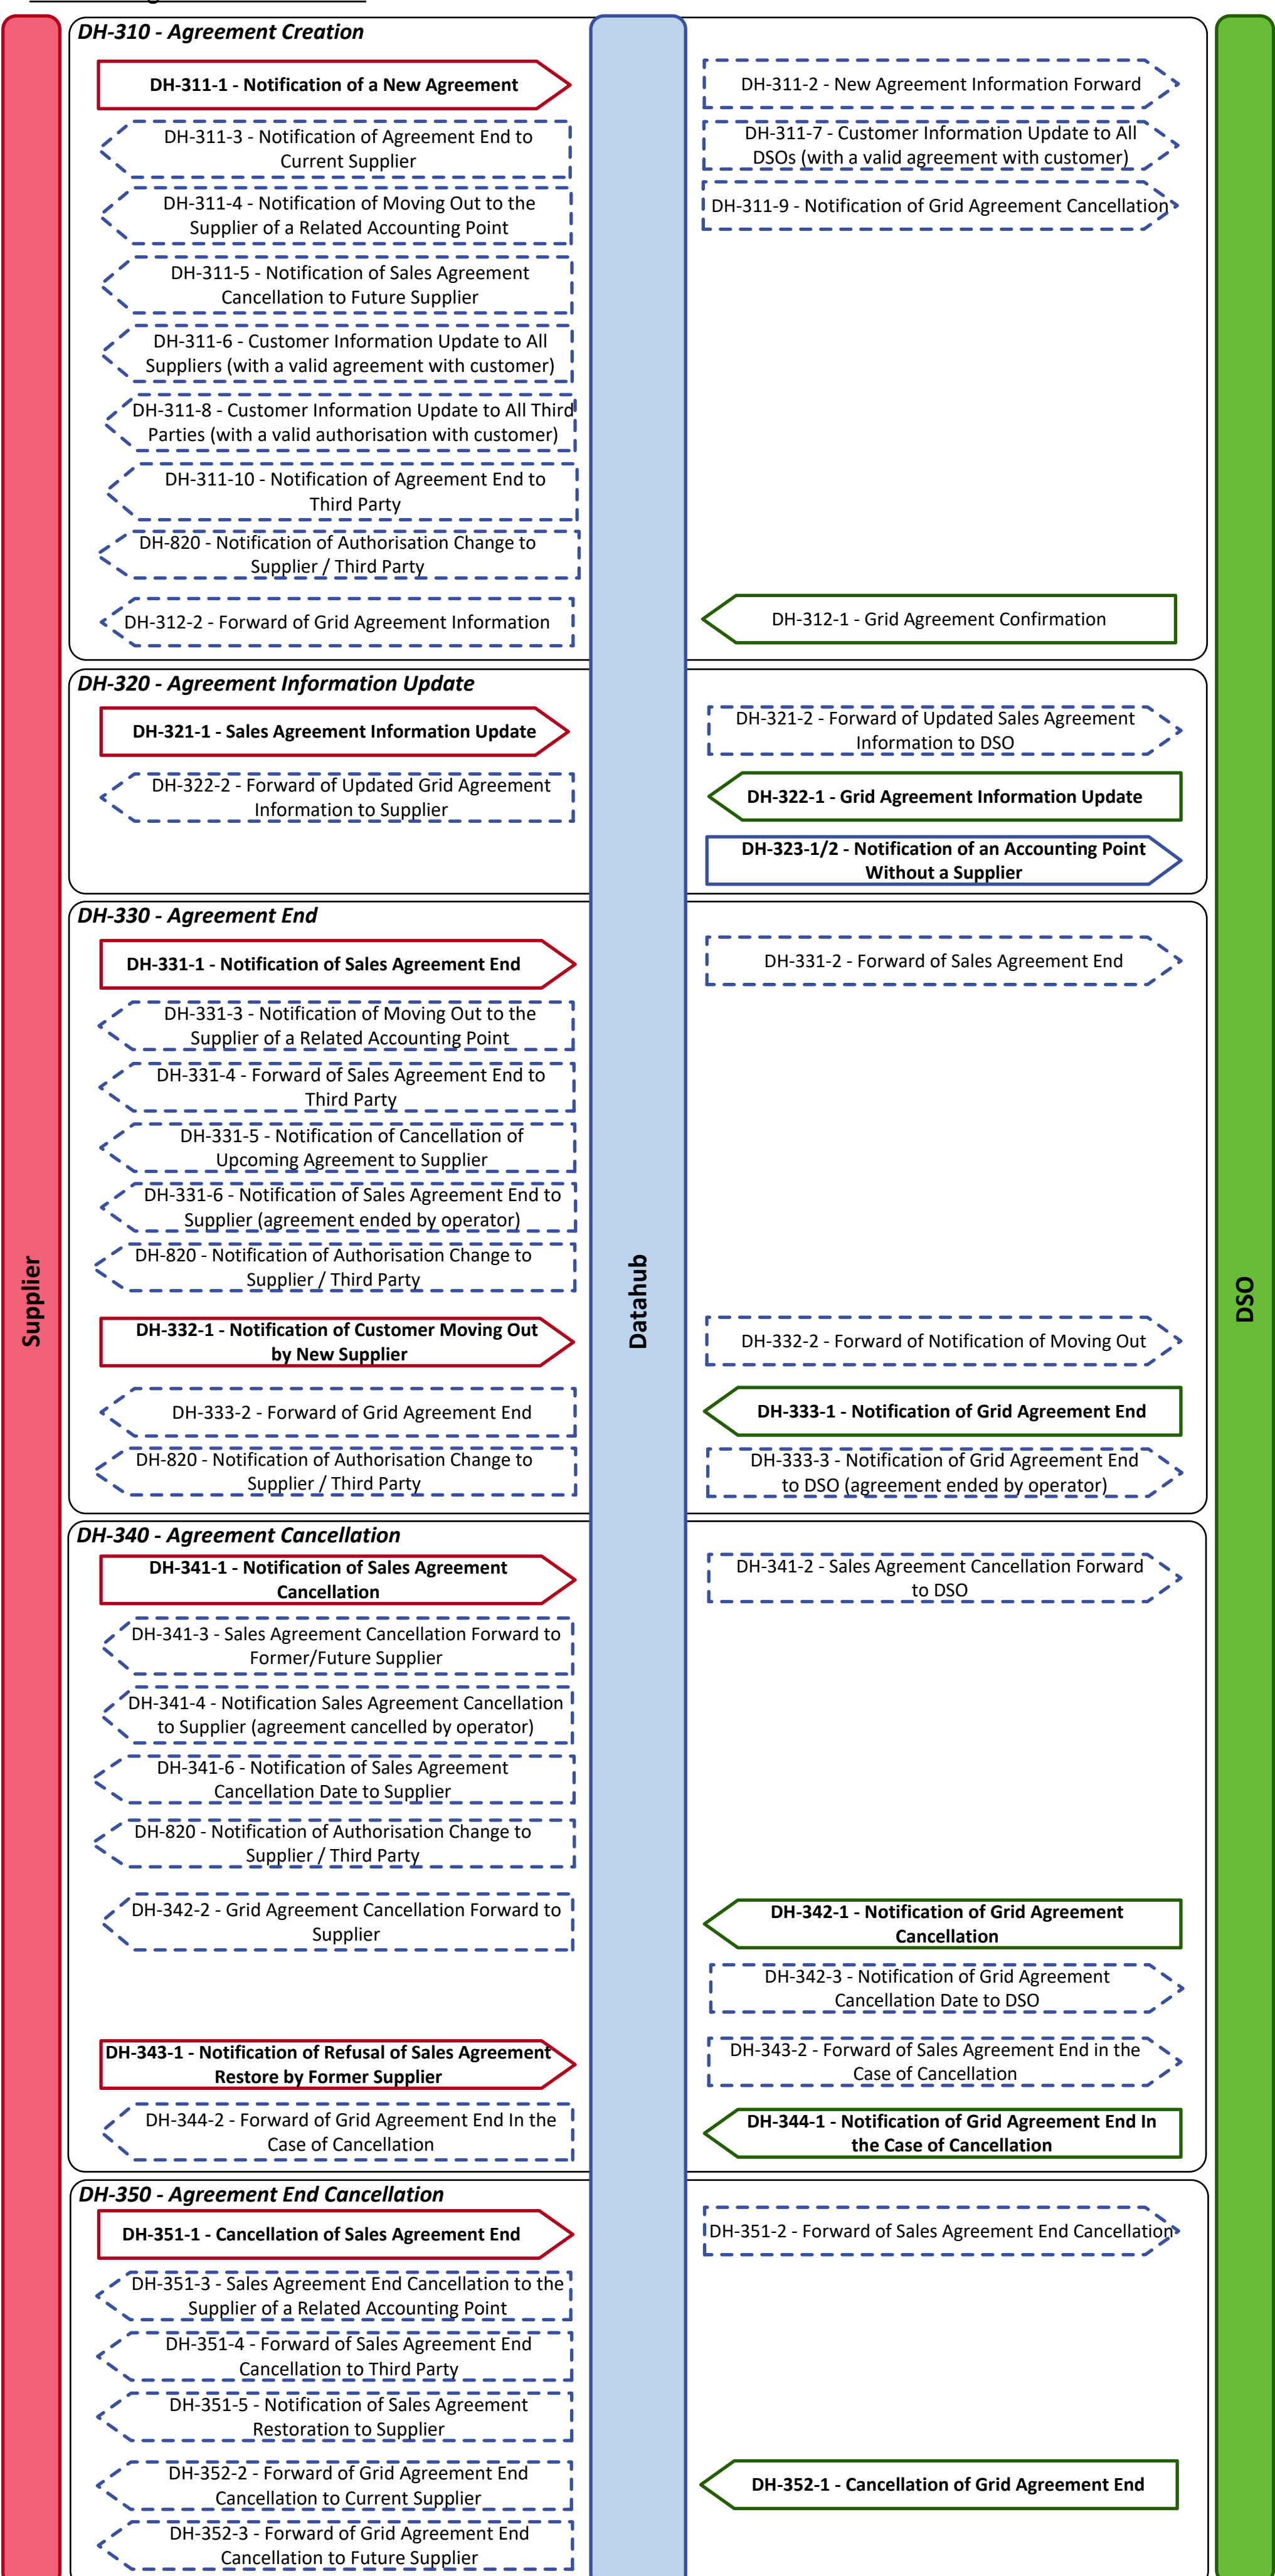 DH-310 - Agreement Creation
DH-311-1 - Notification of a New Agreement
DH-311-2 - New Agreement Information Forward
DH-311-3 - Notification of Agreement End to
Current Supplier
DH-311-7 - Customer Information Update to All
DSOs (with a valid agreement with customer)
DH-311-4 - Notification of Moving Out to the
Supplier of a Related Accounting Point
DH-311-9 - Notification of Grid Agreement Cancellation
DH-311-5 - Notification of Sales Agreement
Cancellation to Future Supplier
DH-311-6 - Customer Information Update to All
Suppliers (with a valid agreement with customer)
DH-311-8 - Customer Information Update to All Third
Parties (with a valid authorisation with customer)
DH-311-10 - Notification of Agreement End to
Third Party
DH-820 - Notification of Authorisation Change to
Supplier / Third Party
DH-312-2 - Forward of Grid Agreement Information
DH-312-1 - Grid Agreement Confirmation
DH-320 - Agreement Information Update
DH-321-1 - Sales Agreement Information Update
DH-321-2 - Forward of Updated Sales Agreement
Information to DSO
DH-322-2 - Forward of Updated Grid Agreement
Information to Supplier
DH-322-1 - Grid Agreement Information Update
DH-323-1/2 - Notification of an Accounting Point
Without a Supplier
DH-330 - Agreement End
DH-331-1 - Notification of Sales Agreement End
DH-331-2 - Forward of Sales Agreement End
DH-331-3 - Notification of Moving Out to the
Supplier of a Related Accounting Point
DH-331-4 - Forward of Sales Agreement End to
Third Party
DH-331-5 - Notification of Cancellation of
Upcoming Agreement to Supplier
DH-331-6 - Notification of Sales Agreement End to
Supplier (agreement ended by operator)
DH-820 - Notification of Authorisation Change to
Supplier / Third Party
Supplier
Datahub
DSO
DH-332-1 - Notification of Customer Moving Out
by New Supplier
DH-332-2 - Forward of Notification of Moving Out
DH-333-2 - Forward of Grid Agreement End
DH-333-1 - Notification of Grid Agreement End
DH-820 - Notification of Authorisation Change to
Supplier / Third Party
DH-333-3 - Notification of Grid Agreement End
to DSO (agreement ended by operator)
DH-340 - Agreement Cancellation
DH-341-1 - Notification of Sales Agreement
Cancellation
DH-341-2 - Sales Agreement Cancellation Forward
to DSO
DH-341-3 - Sales Agreement Cancellation Forward to
Former/Future Supplier
DH-341-4 - Notification Sales Agreement Cancellation
to Supplier (agreement cancelled by operator)
DH-341-6 - Notification of Sales Agreement
Cancellation Date to Supplier
DH-820 - Notification of Authorisation Change to
Supplier / Third Party
DH-342-2 - Grid Agreement Cancellation Forward to
Supplier
DH-342-1 - Notification of Grid Agreement
Cancellation
DH-342-3 - Notification of Grid Agreement
Cancellation Date to DSO
DH-343-1 - Notification of Refusal of Sales Agreement
Restore by Former Supplier
DH-343-2 - Forward of Sales Agreement End in the
Case of Cancellation
DH-344-2 - Forward of Grid Agreement End In the
Case of Cancellation
DH-344-1 - Notification of Grid Agreement End In
the Case of Cancellation
DH-350 - Agreement End Cancellation
DH-351-1 - Cancellation of Sales Agreement End
DH-351-2 - Forward of Sales Agreement End Cancellation
DH-351-3 - Sales Agreement End Cancellation to the
Supplier of a Related Accounting Point
DH-351-4 - Forward of Sales Agreement End
Cancellation to Third Party
DH-351-5 - Notification of Sales Agreement
Restoration to Supplier
DH-352-2 - Forward of Grid Agreement End
Cancellation to Current Supplier
DH-352-1 - Cancellation of Grid Agreement End
DH-352-3 - Forward of Grid Agreement End
Cancellation to Future Supplier